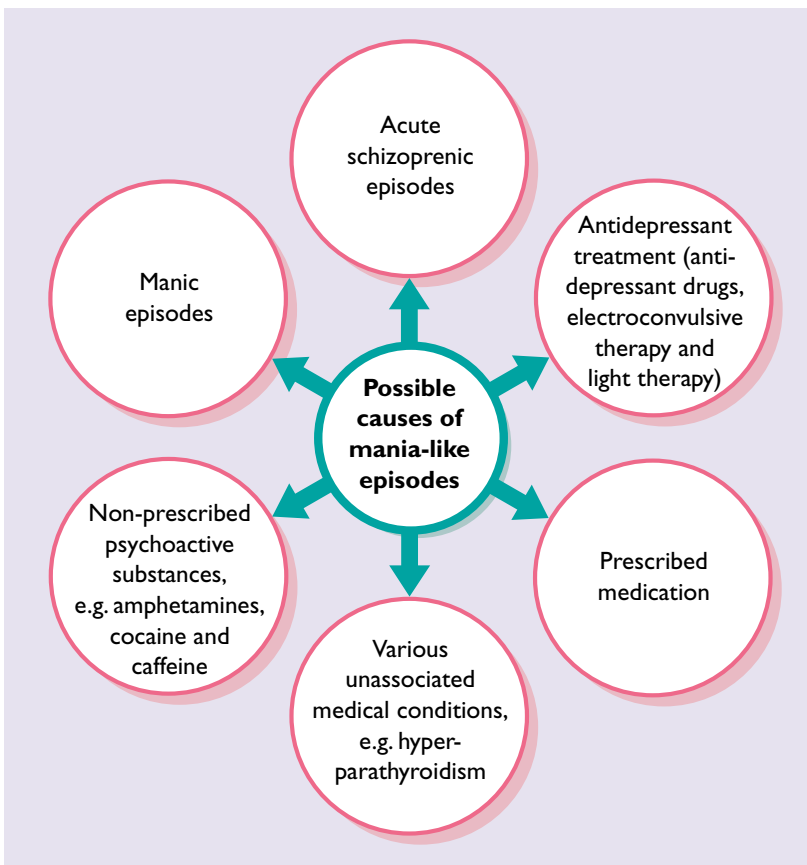 Acute
schizoprenic
episodes
Antidepressant
treatment (anti-
depressant drugs,
electroconvulsive
therapy and
light therapy)
Manic
episodes
Possible
causes of
mania-like
episodes
Non-prescribed
psychoactive
substances,
e.g. amphetamines,
cocaine and
caffeine
Prescribed
medication
Various
unassociated
medical conditions,
e.g. hyper-
parathyroidism